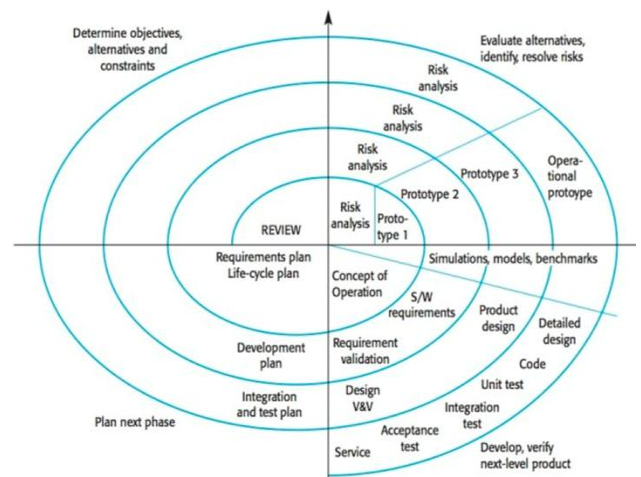 Determine objectives,
alternatives and
constraints
Evaluate alternatives,
identify, resolve risks
Risk
analysis
Risk
analysis
Risk
analysis
Risk
analysis
Proto-
type 1
Prototype 2
Prototype 3
Opera-
tional
protoype
REVIEW
Requirements plan
Life-cycle plan
Concept of
Operation
Simulations, models, benchmarks
S/W
requirements
Product
design
Detailed
design
Development
plan
Requirement
validation
Code
Unit test
Integration
and test plan
Design
V&V
Integration
test
Plan next phase
Acceptance
test
Service
Develop, verify
next-level product